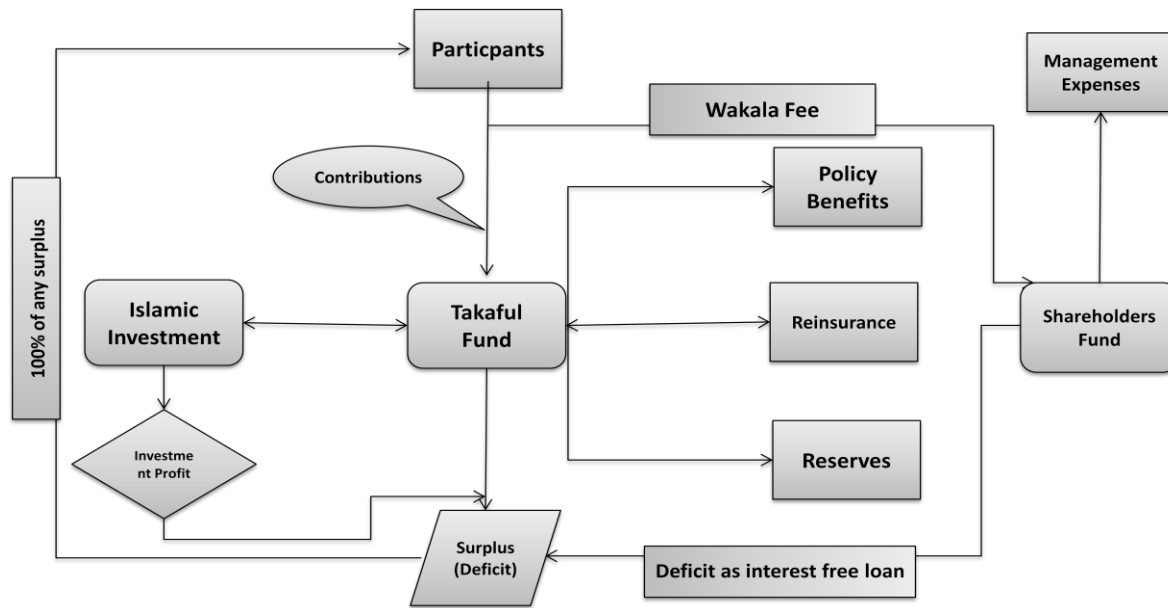 Particpants
Management
Expenses
Wakala Fee
Contributions
Policy
Benefits
100% of any surplus
Islamic
Investment
Takaful
Fund
Reinsurance
Shareholders
Fund
Investme
nt Profit
Reserves
Surplus
(Deficit)
Deficit as interest free loan